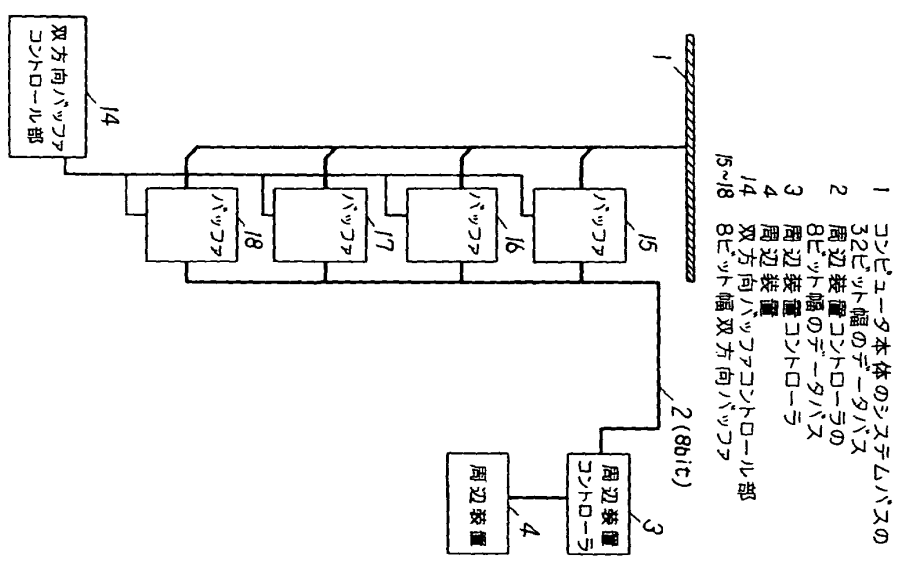 1 コンピュータ本体のシステムバスの
32ビット幅のデータバス
2 周辺装置コントローラの
8ビット幅のデータバス
3 周辺装置コントローラ
4 周辺装置
14 双方向バッファコントロール部
15~18 8ビット幅双方向バッファ
1
バッファ
15
バッファ
16
バッファ
17
バッファ
18
双方向バッファ
コントロール部
14
2 (8bit)
周辺装置
コントローラ
3
周辺装置
4